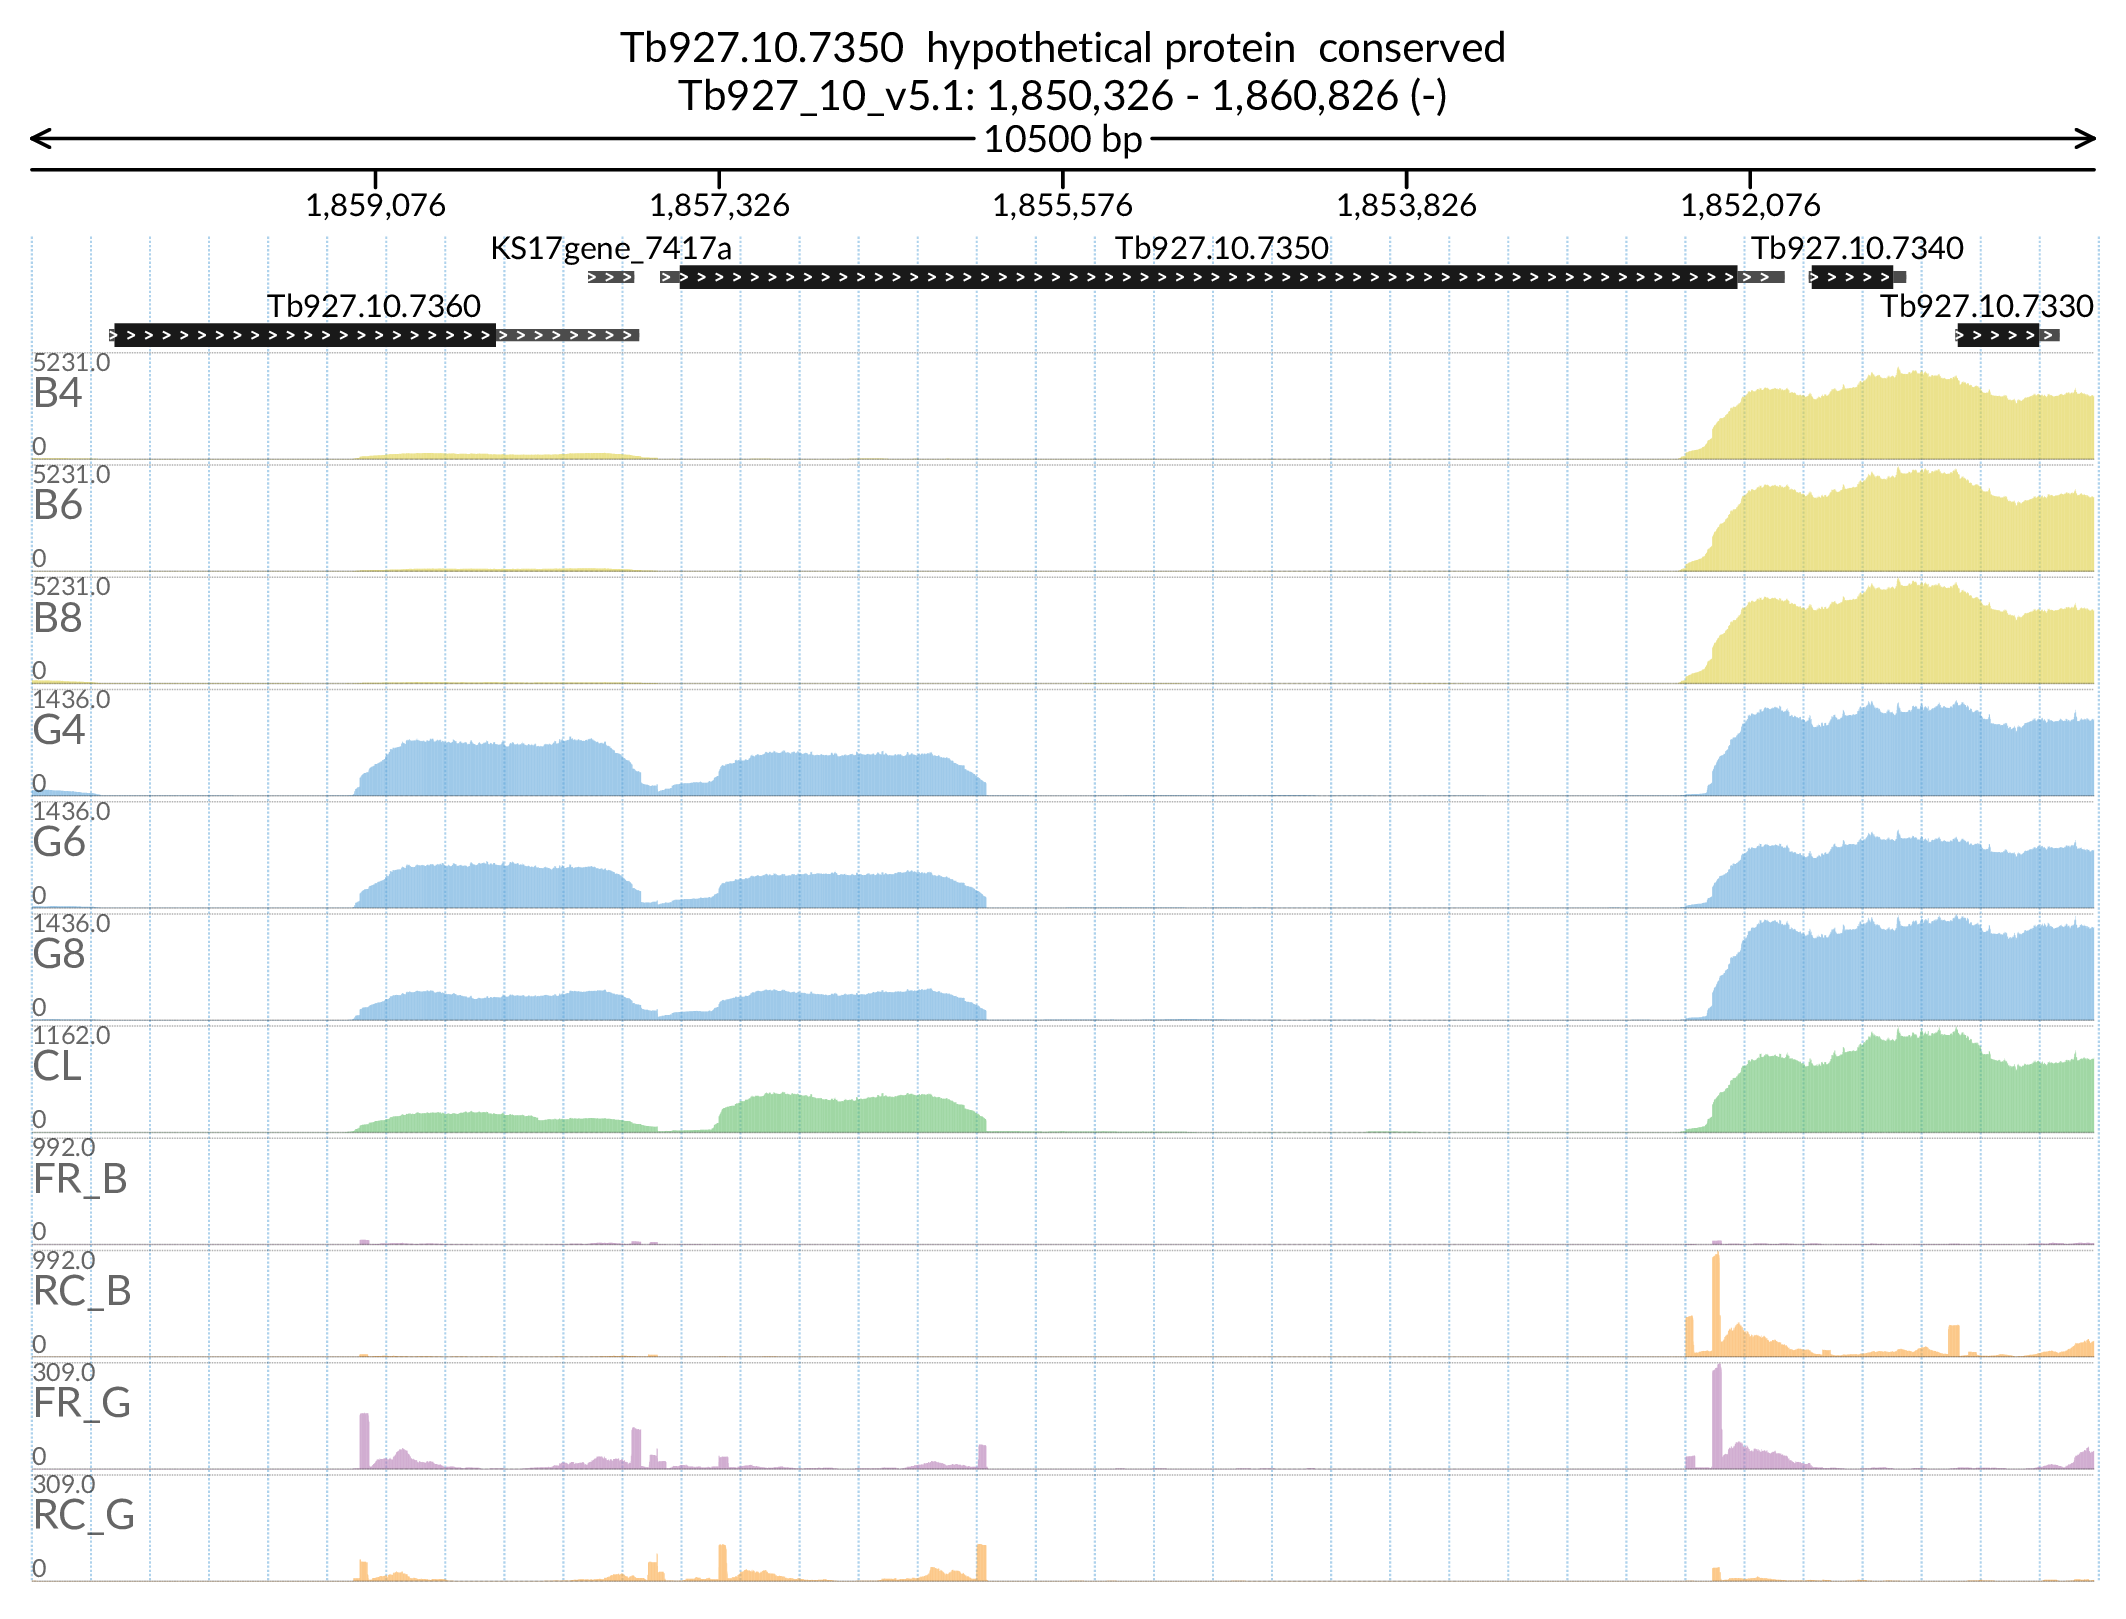 Tb927.10.7350  hypothetical protein  conserved
Tb927_10_v5.1: 1,850,326 - 1,860,826 (-)
10500 bp
1,859,076 1,857,326 1,855,576 1,853,826 1,852,076
KS17gene_7417a Tb927.10.7350 Tb927.10.7340
Tb927.10.7360 Tb927.10.7330
5231.0
B4
0
5231.0
B6
0
5231.0
B8
0
1436.0
G4
0
1436.0
G6
0
1436.0
G8
0
1162.0
CL
0
992.0
FR_B
0
992.0
RC_B
0
309.0
FR_G
0
309.0
RC_G
0